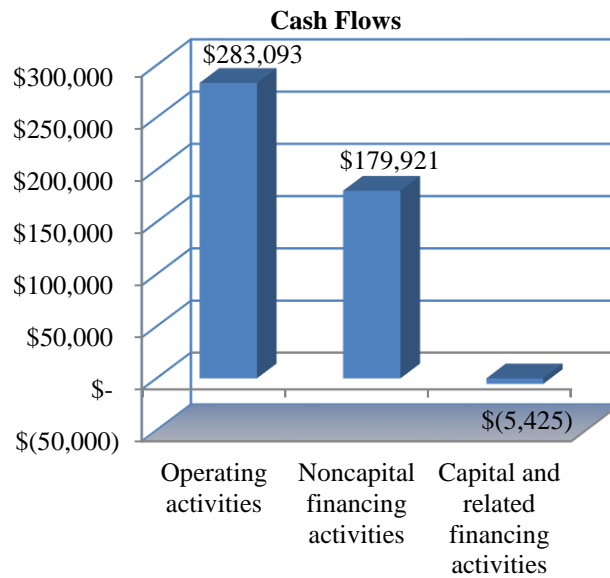 Cash Flows
$283,093
$300,000
$250,000
$179,921
$200,000
$150,000
$100,000
$50,000
$-
$(5,425)
$(50,000)
Operating
activities
Noncapital
financing
activities
Capital and
related
financing
activities